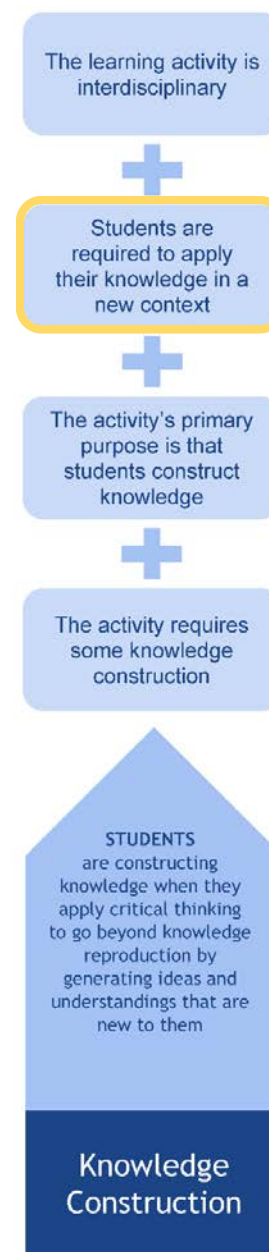 The learning activity is
interdisciplinary
Students are
required to apply
their knowledge in a
new context
The activity's primary
purpose is that
students construct
knowledge
The activity requires
some knowledge
construction
STUDENTS
are constructing
knowledge when they
apply critical thinking
to go beyond knowledge
reproduction by
generating ideas and
understandings that are
new to them
Knowledge
Construction